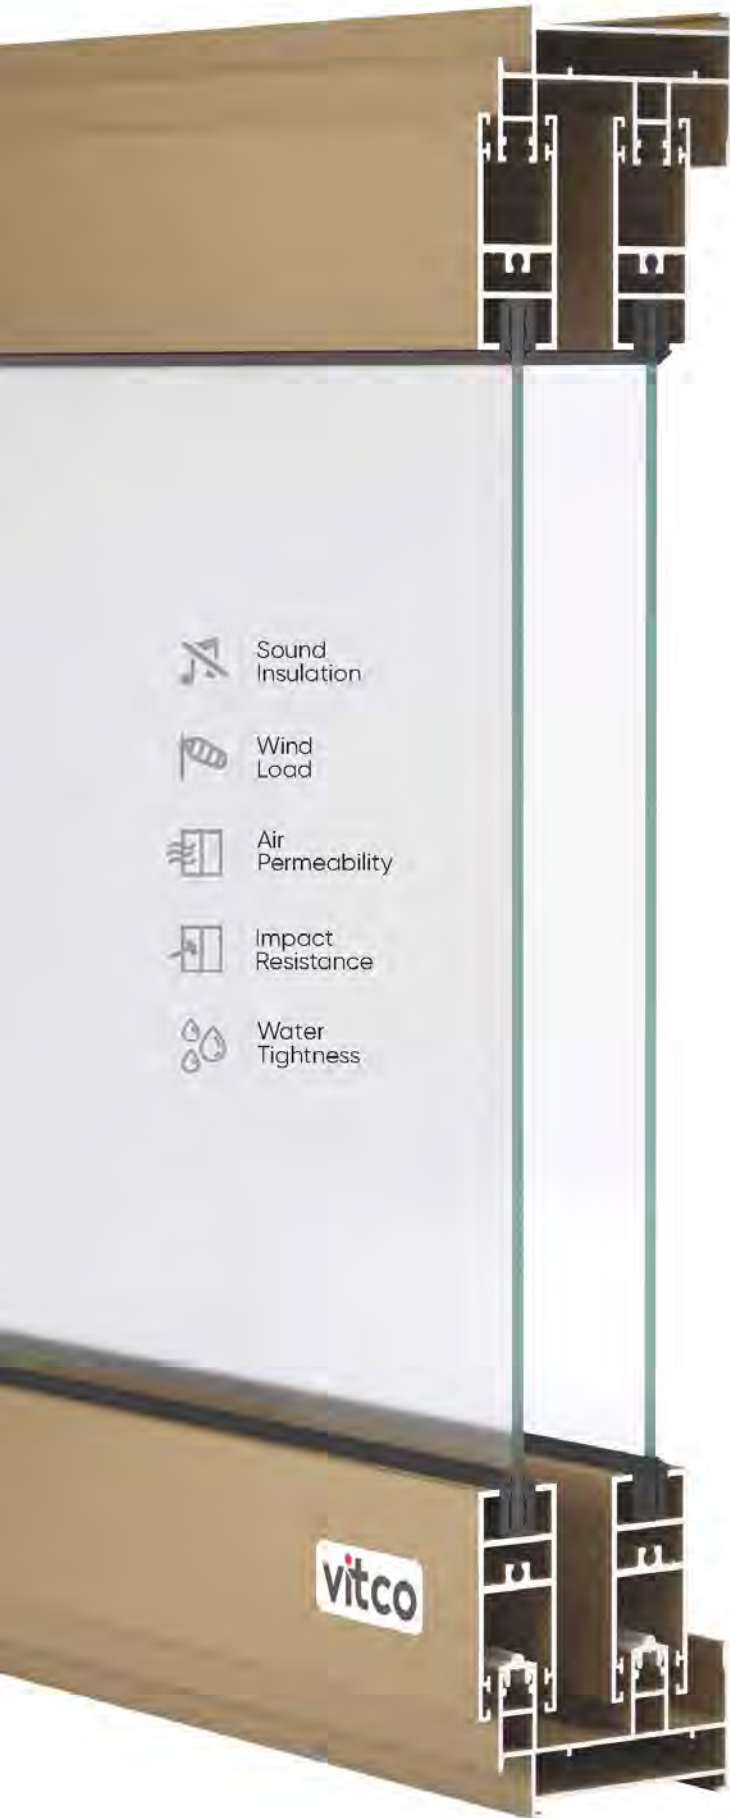 Sound
Insulation
Wind
Load
Air
Permeability
Impact
Resistance
Water
Tightness
vitco